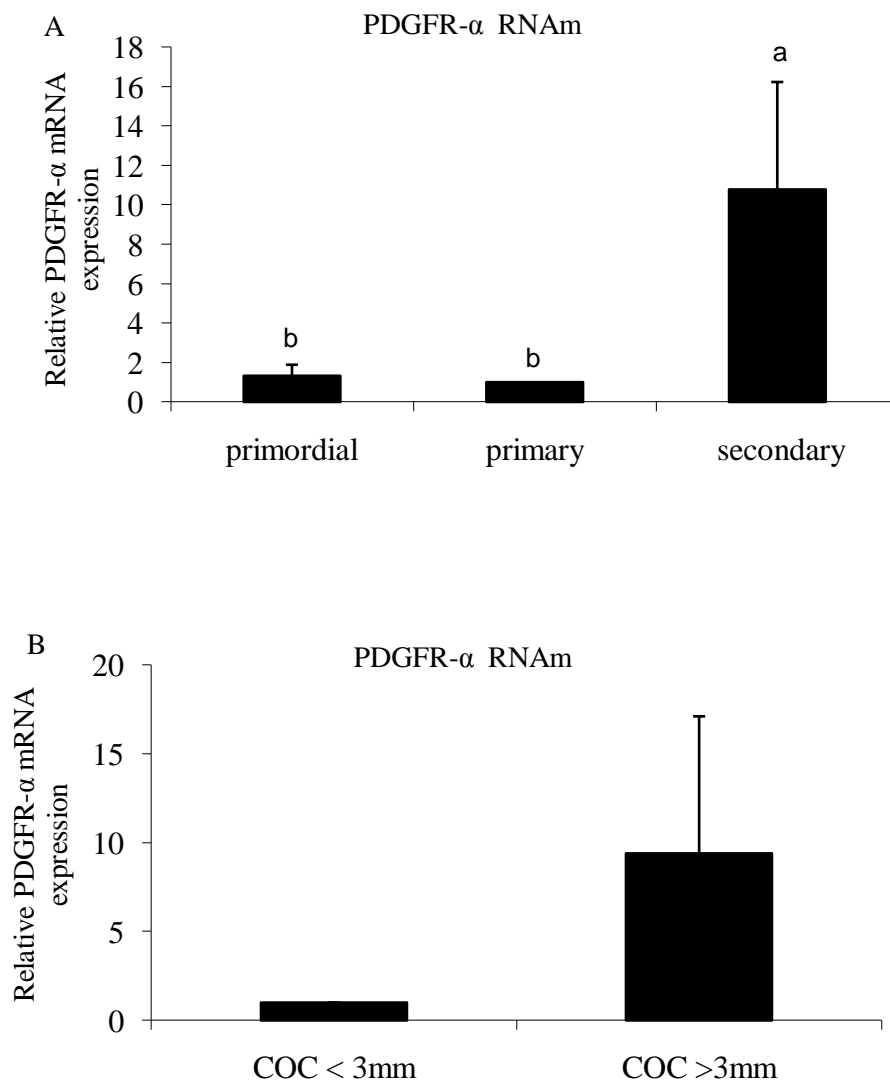 A
PDGFR-α RNAm
Relative PDGFR-α mRNA
expression
18
16
14
12
10
8
6
4
2
0
a
b
b
primordial
primary
secondary
B
PDGFR-α RNAm
Relative PDGFR-α mRNA
expression
20
15
10
5
0
COC < 3mm
COC >3mm